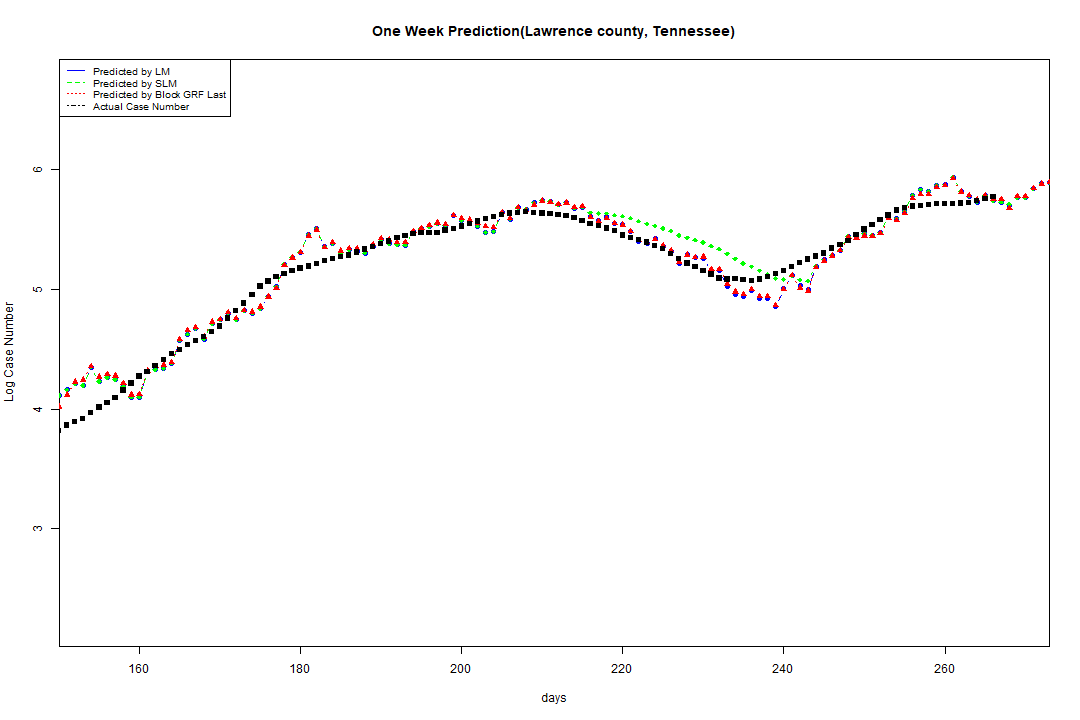 One Week Prediction(Lawrence county, Tennessee)
Predicted by LM
Predicted by SLM
Predicted by Block GRF Last
Actual Case Number
6
5
4
3
Log Case Number
160 180 200 220 240 260
days